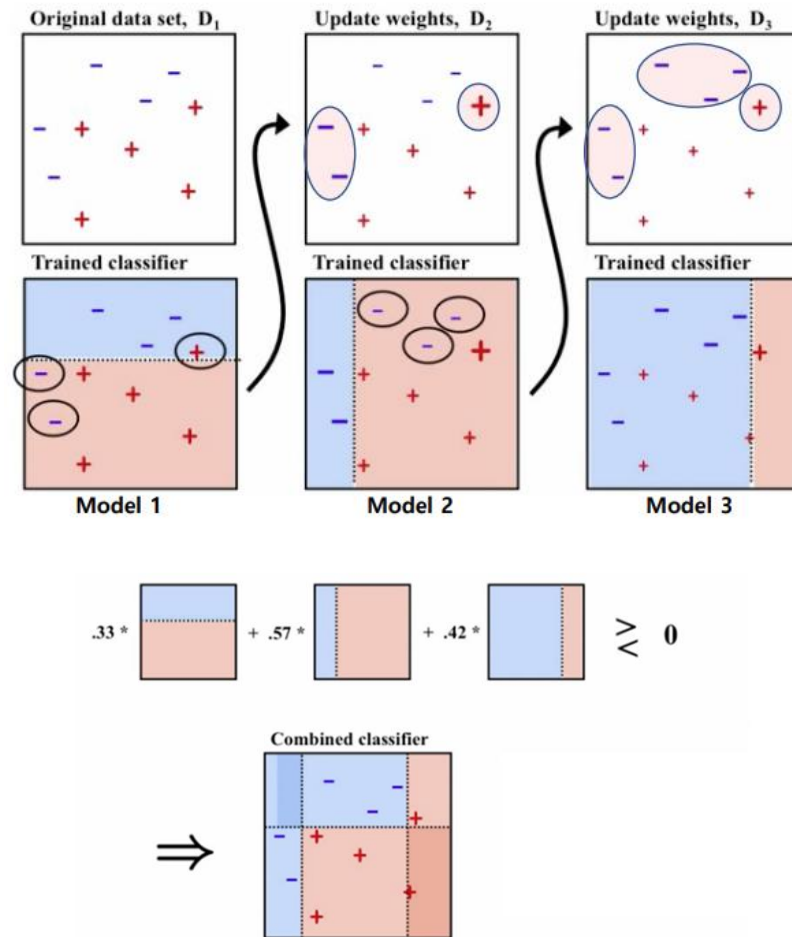 Original data set, D₁
Update weights, D₂
Update weights, D₃
Trained classifier
Trained classifier
Trained classifier
Model 1
Model 2
Model 3
.33 * + .57 * + .42 * ≷ 0
Combined classifier
⇒